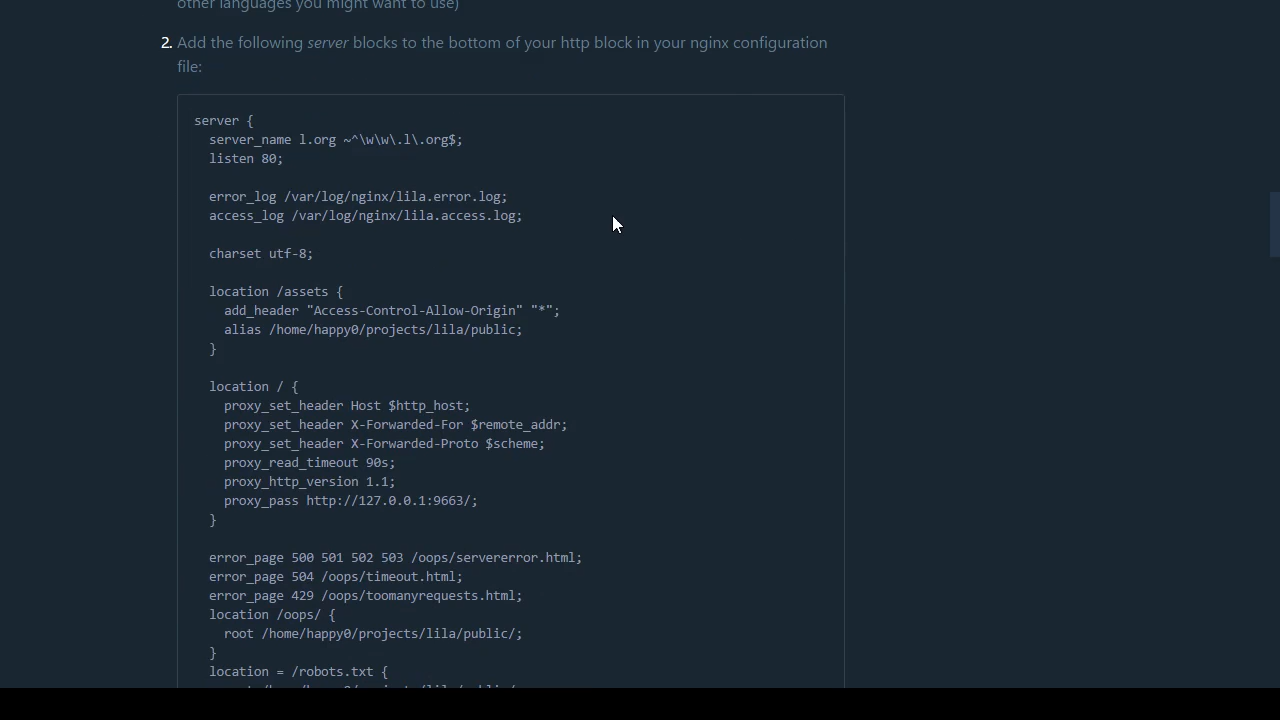 other languages you might want to use)
2. Add the following server blocks to the bottom of your http block in your nginx configuration
file:
server {
server_name l.org ~^\w\w\.l\.org$;
listen 80;
error_log /var/log/nginx/lila.error.log;
access_log /var/log/nginx/lila.access.log;
charset utf-8;
location /assets {
add_header "Access-Control-Allow-Origin" "*";
alias /home/happy0/projects/lila/public;
}
location / {
proxy_set_header Host $http_host;
proxy_set_header X-Forwarded-For $remote_addr;
proxy_set_header X-Forwarded-Proto $scheme;
proxy_read_timeout 90s;
proxy_http_version 1.1;
proxy_pass http://127.0.0.1:9663/;
}
error_page 500 501 502 503 /oops/servererror.html;
error_page 504 /oops/timeout.html;
error_page 429 /oops/toomanyrequests.html;
location /oops/ {
root /home/happy0/projects/lila/public/;
}
location = /robots.txt {